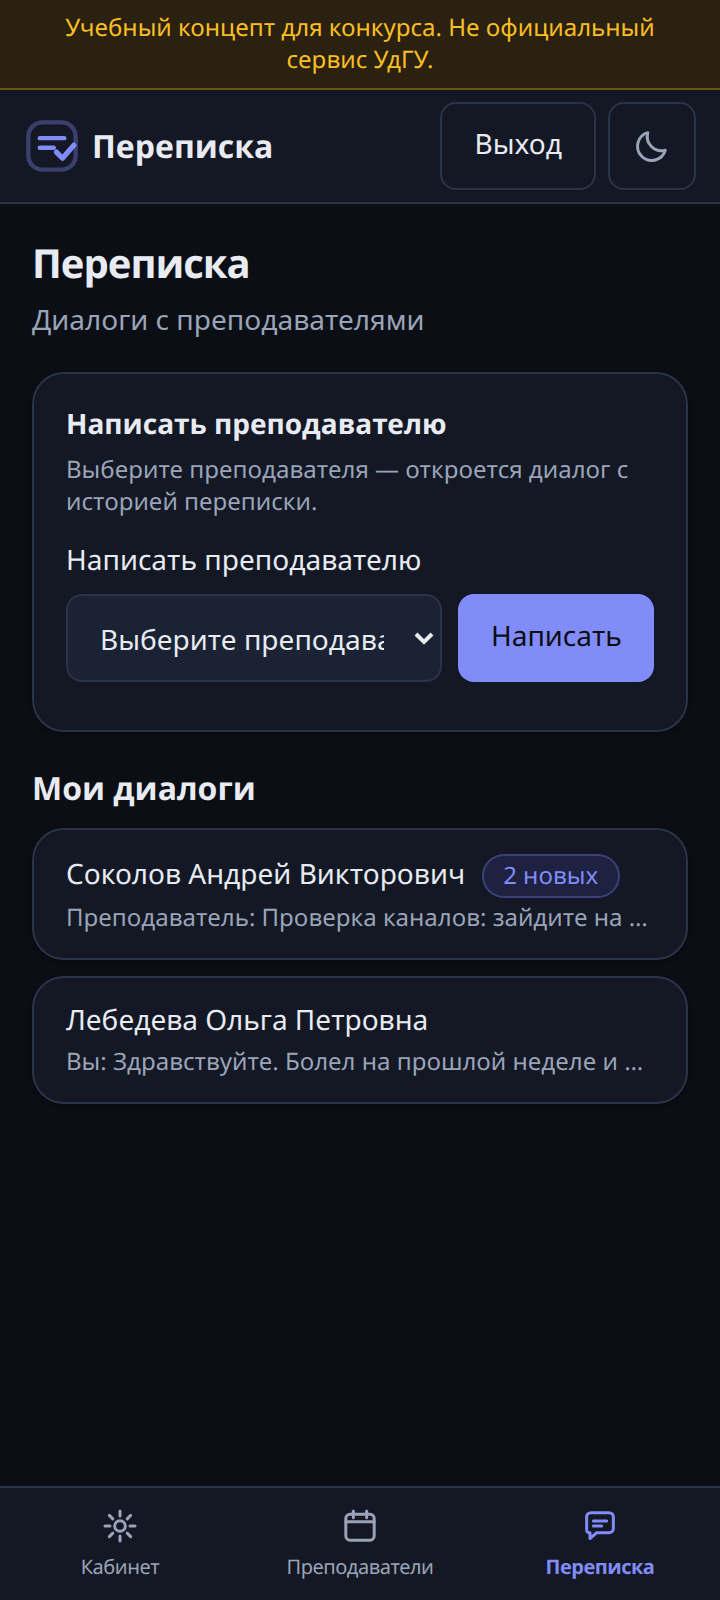 Учебный концепт для конкурса. Не официальный
сервис УдГУ.
Переписка
Выход
Переписка
Диалоги с преподавателями
Написать преподавателю
Выберите преподавателя — откроется диалог с
историей переписки.
Написать преподавателю
Выберите преподава
Написать
Мои диалоги
Соколов Андрей Викторович
2 новых
Преподаватель: Проверка каналов: зайдите на ...
Лебедева Ольга Петровна
Вы: Здравствуйте. Болел на прошлой неделе и ...
Кабинет
Преподаватели
Переписка